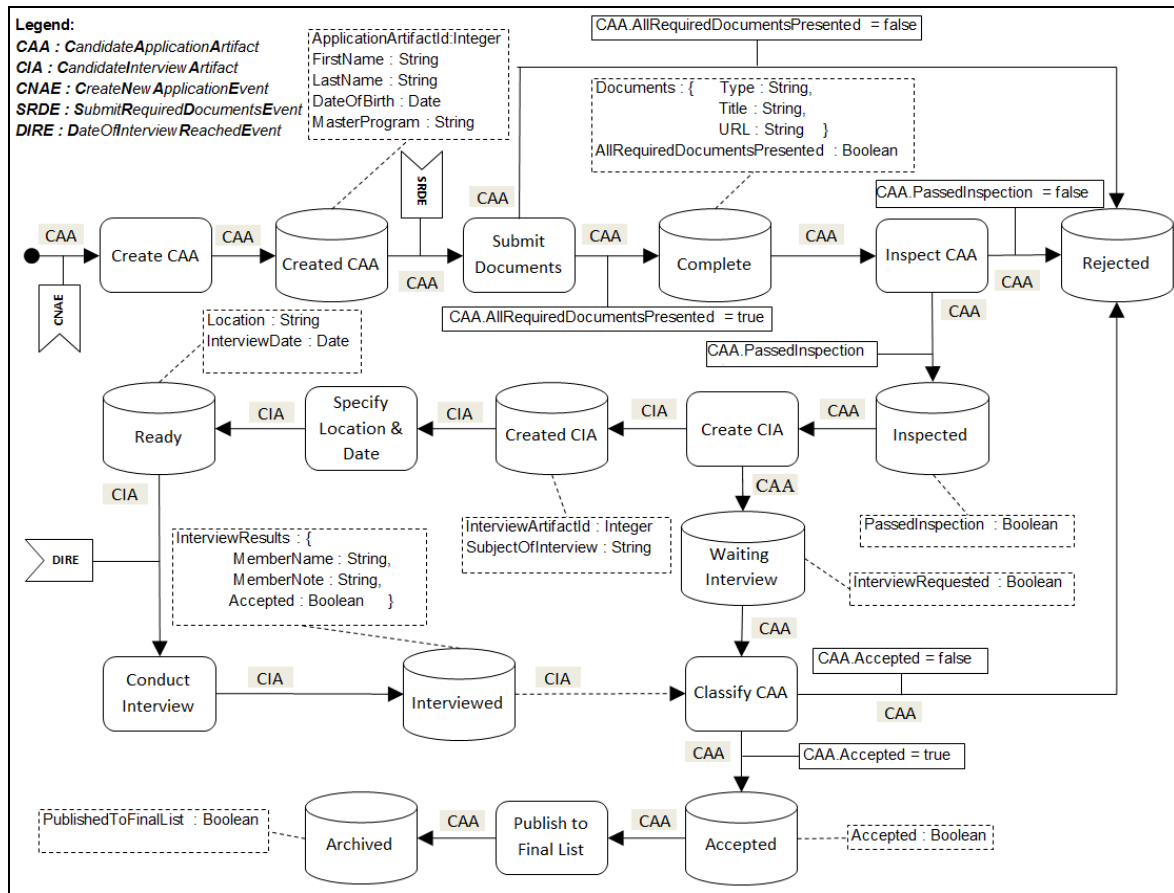 Legend:
CAA : CandidateApplicationArtifact
CIA : CandidateInterviewArtifact
CNAE : CreateNewApplicationEvent
SRDE : SubmitRequiredDocumentsEvent
DIRE : DateOfInterviewReachedEvent
ApplicationArtifactId:Integer
FirstName : String
LastName : String
DateOfBirth : Date
MasterProgram : String
CAA.AllRequiredDocumentsPresented = false
Documents : { Type : String,
Title : String,
URL : String }
AllRequiredDocumentsPresented : Boolean
SRDE
CAA
CAA.PassedInspection = false
CAA
Create CAA
CAA
Created CAA
CAA
Submit
Documents
CAA
Complete
CAA
Inspect CAA
CAA
Rejected
CNAE
CAA.AllRequiredDocumentsPresented = true
CAA
Location : String
InterviewDate : Date
CAA.PassedInspection
Ready
CIA
Specify
Location &
Date
CIA
Created CIA
CIA
Create CIA
CAA
Inspected
CIA
CAA
InterviewArtifactId : Integer
SubjectOfInterview : String
PassedInspection : Boolean
InterviewResults : {
MemberName : String,
MemberNote : String,
Accepted : Boolean }
DIRE
Waiting
Interview
InterviewRequested : Boolean
CAA
CAA.Accepted = false
Conduct
Interview
CIA
Interviewed
CIA
Classify CAA
CAA
CAA
CAA.Accepted = true
PublishedToFinalList : Boolean
Archived
CAA
Publish to
Final List
CAA
Accepted
Accepted : Boolean